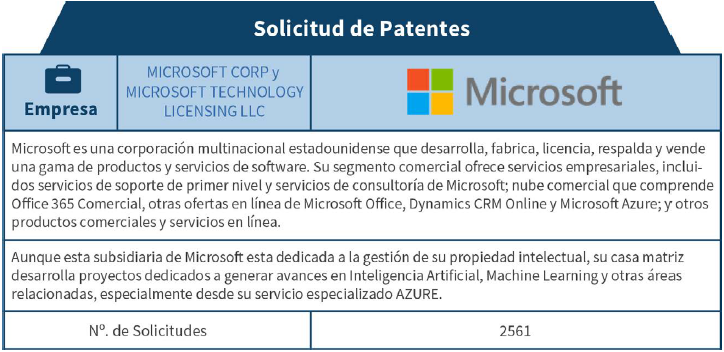 Solicitud de Patentes
Empresa
MICROSOFT CORP y
MICROSOFT TECHNOLOGY
LICENSING LLC
Microsoft
Microsoft es una corporación multinacional estadounidense que desarrolla, fabrica, licencia, respalda y vende
una gama de productos y servicios de software. Su segmento comercial ofrece servicios empresariales, inclui-
dos servicios de soporte de primer nivel y servicios de consultoría de Microsoft; nube comercial que comprende
Office 365 Comercial, otras ofertas en línea de Microsoft Office, Dynamics CRM Online y Microsoft Azure; y otros
productos comerciales y servicios en línea.
Aunque esta subsidiaria de Microsoft esta dedicada a la gestión de su propiedad intelectual, su casa matriz
desarrolla proyectos dedicados a generar avances en Inteligencia Artificial, Machine Learning y otras áreas
relacionadas, especialmente desde su servicio especializado AZURE.
Nº. de Solicitudes
2561